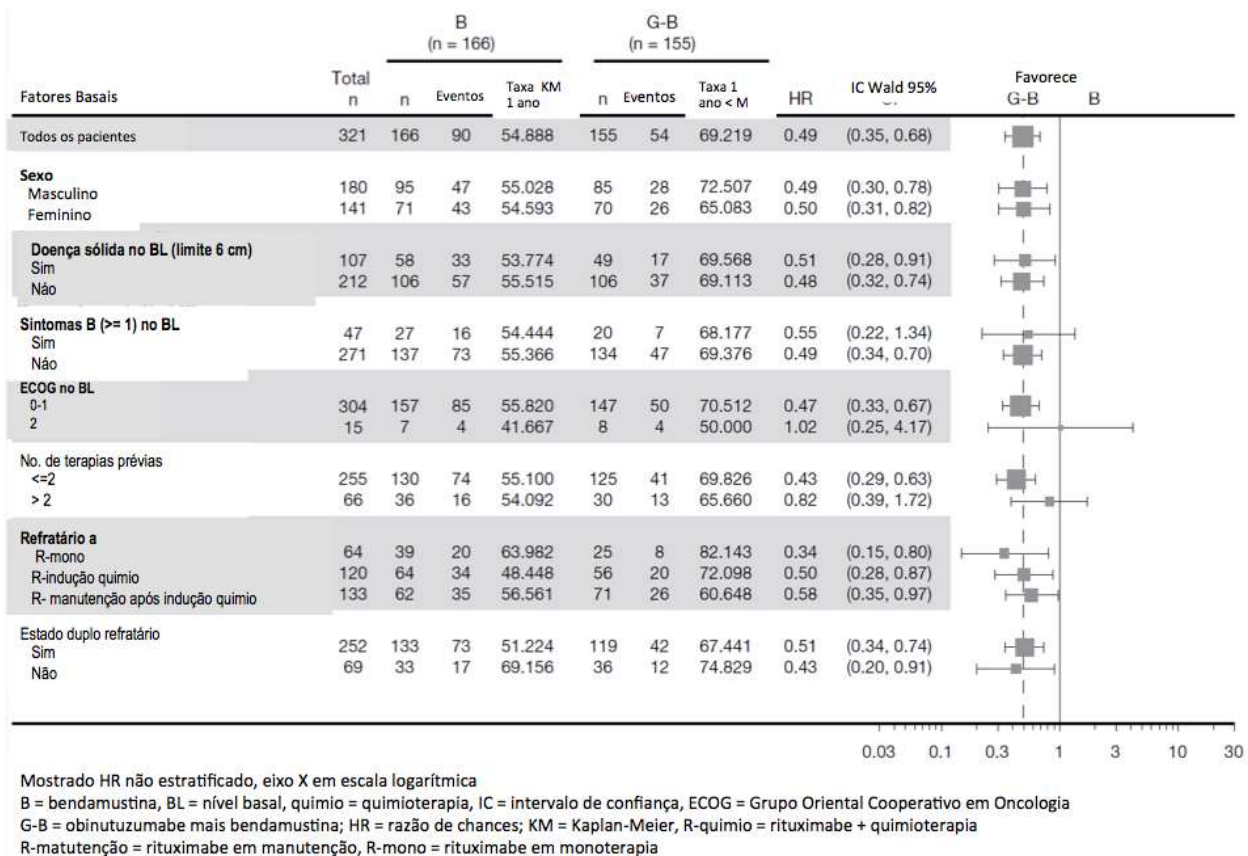 B G-B
(n = 166) (n = 155)
Fatores Basais Total n n Eventos Taxa KM 1 ano n Eventos Taxa 1 ano < M HR IC Wald 95% Favorece G-B B
Todos os pacientes 321 166 90 54.888 155 54 69.219 0.49 (0.35, 0.68)
Sexo
Masculino 180 95 47 55.028 85 28 72.507 0.49 (0.30, 0.78)
Feminino 141 71 43 54.593 70 26 65.083 0.50 (0.31, 0.82)
Doença sólida no BL (limite 6 cm)
Sim 107 58 33 53.774 49 17 69.568 0.51 (0.28, 0.91)
Náo 212 106 57 55.515 106 37 69.113 0.48 (0.32, 0.74)
Sintomas B (>= 1) no BL
Sim 47 27 16 54.444 20 7 68.177 0.55 (0.22, 1.34)
Náo 271 137 73 55.366 134 47 69.376 0.49 (0.34, 0.70)
ECOG no BL
0-1 304 157 85 55.820 147 50 70.512 0.47 (0.33, 0.67)
2 15 7 4 41.667 8 4 50.000 1.02 (0.25, 4.17)
No. de terapias prévias
<=2 255 130 74 55.100 125 41 69.826 0.43 (0.29, 0.63)
> 2 66 36 16 54.092 30 13 65.660 0.82 (0.39, 1.72)
Refratário a
R-mono 64 39 20 63.982 25 8 82.143 0.34 (0.15, 0.80)
R-indução quimio 120 64 34 48.448 56 20 72.098 0.50 (0.28, 0.87)
R- manutenção após indução quimio 133 62 35 56.561 71 26 60.648 0.58 (0.35, 0.97)
Estado duplo refratário
Sim 252 133 73 51.224 119 42 67.441 0.51 (0.34, 0.74)
Não 69 33 17 69.156 36 12 74.829 0.43 (0.20, 0.91)
0.03 0.1 0.3 1 3 10 30
Mostrado HR não estratificado, eixo X em escala logarítmica
B = bendamustina, BL = nível basal, quimio = quimioterapia, IC = intervalo de confiança, ECOG = Grupo Oriental Cooperativo em Oncologia
G-B = obinutuzumabe mais bendamustina; HR = razão de chances; KM = Kaplan-Meier, R-quimio = rituximabe + quimioterapia
R-matutenção = rituximabe em manutenção, R-mono = rituximabe em monoterapia